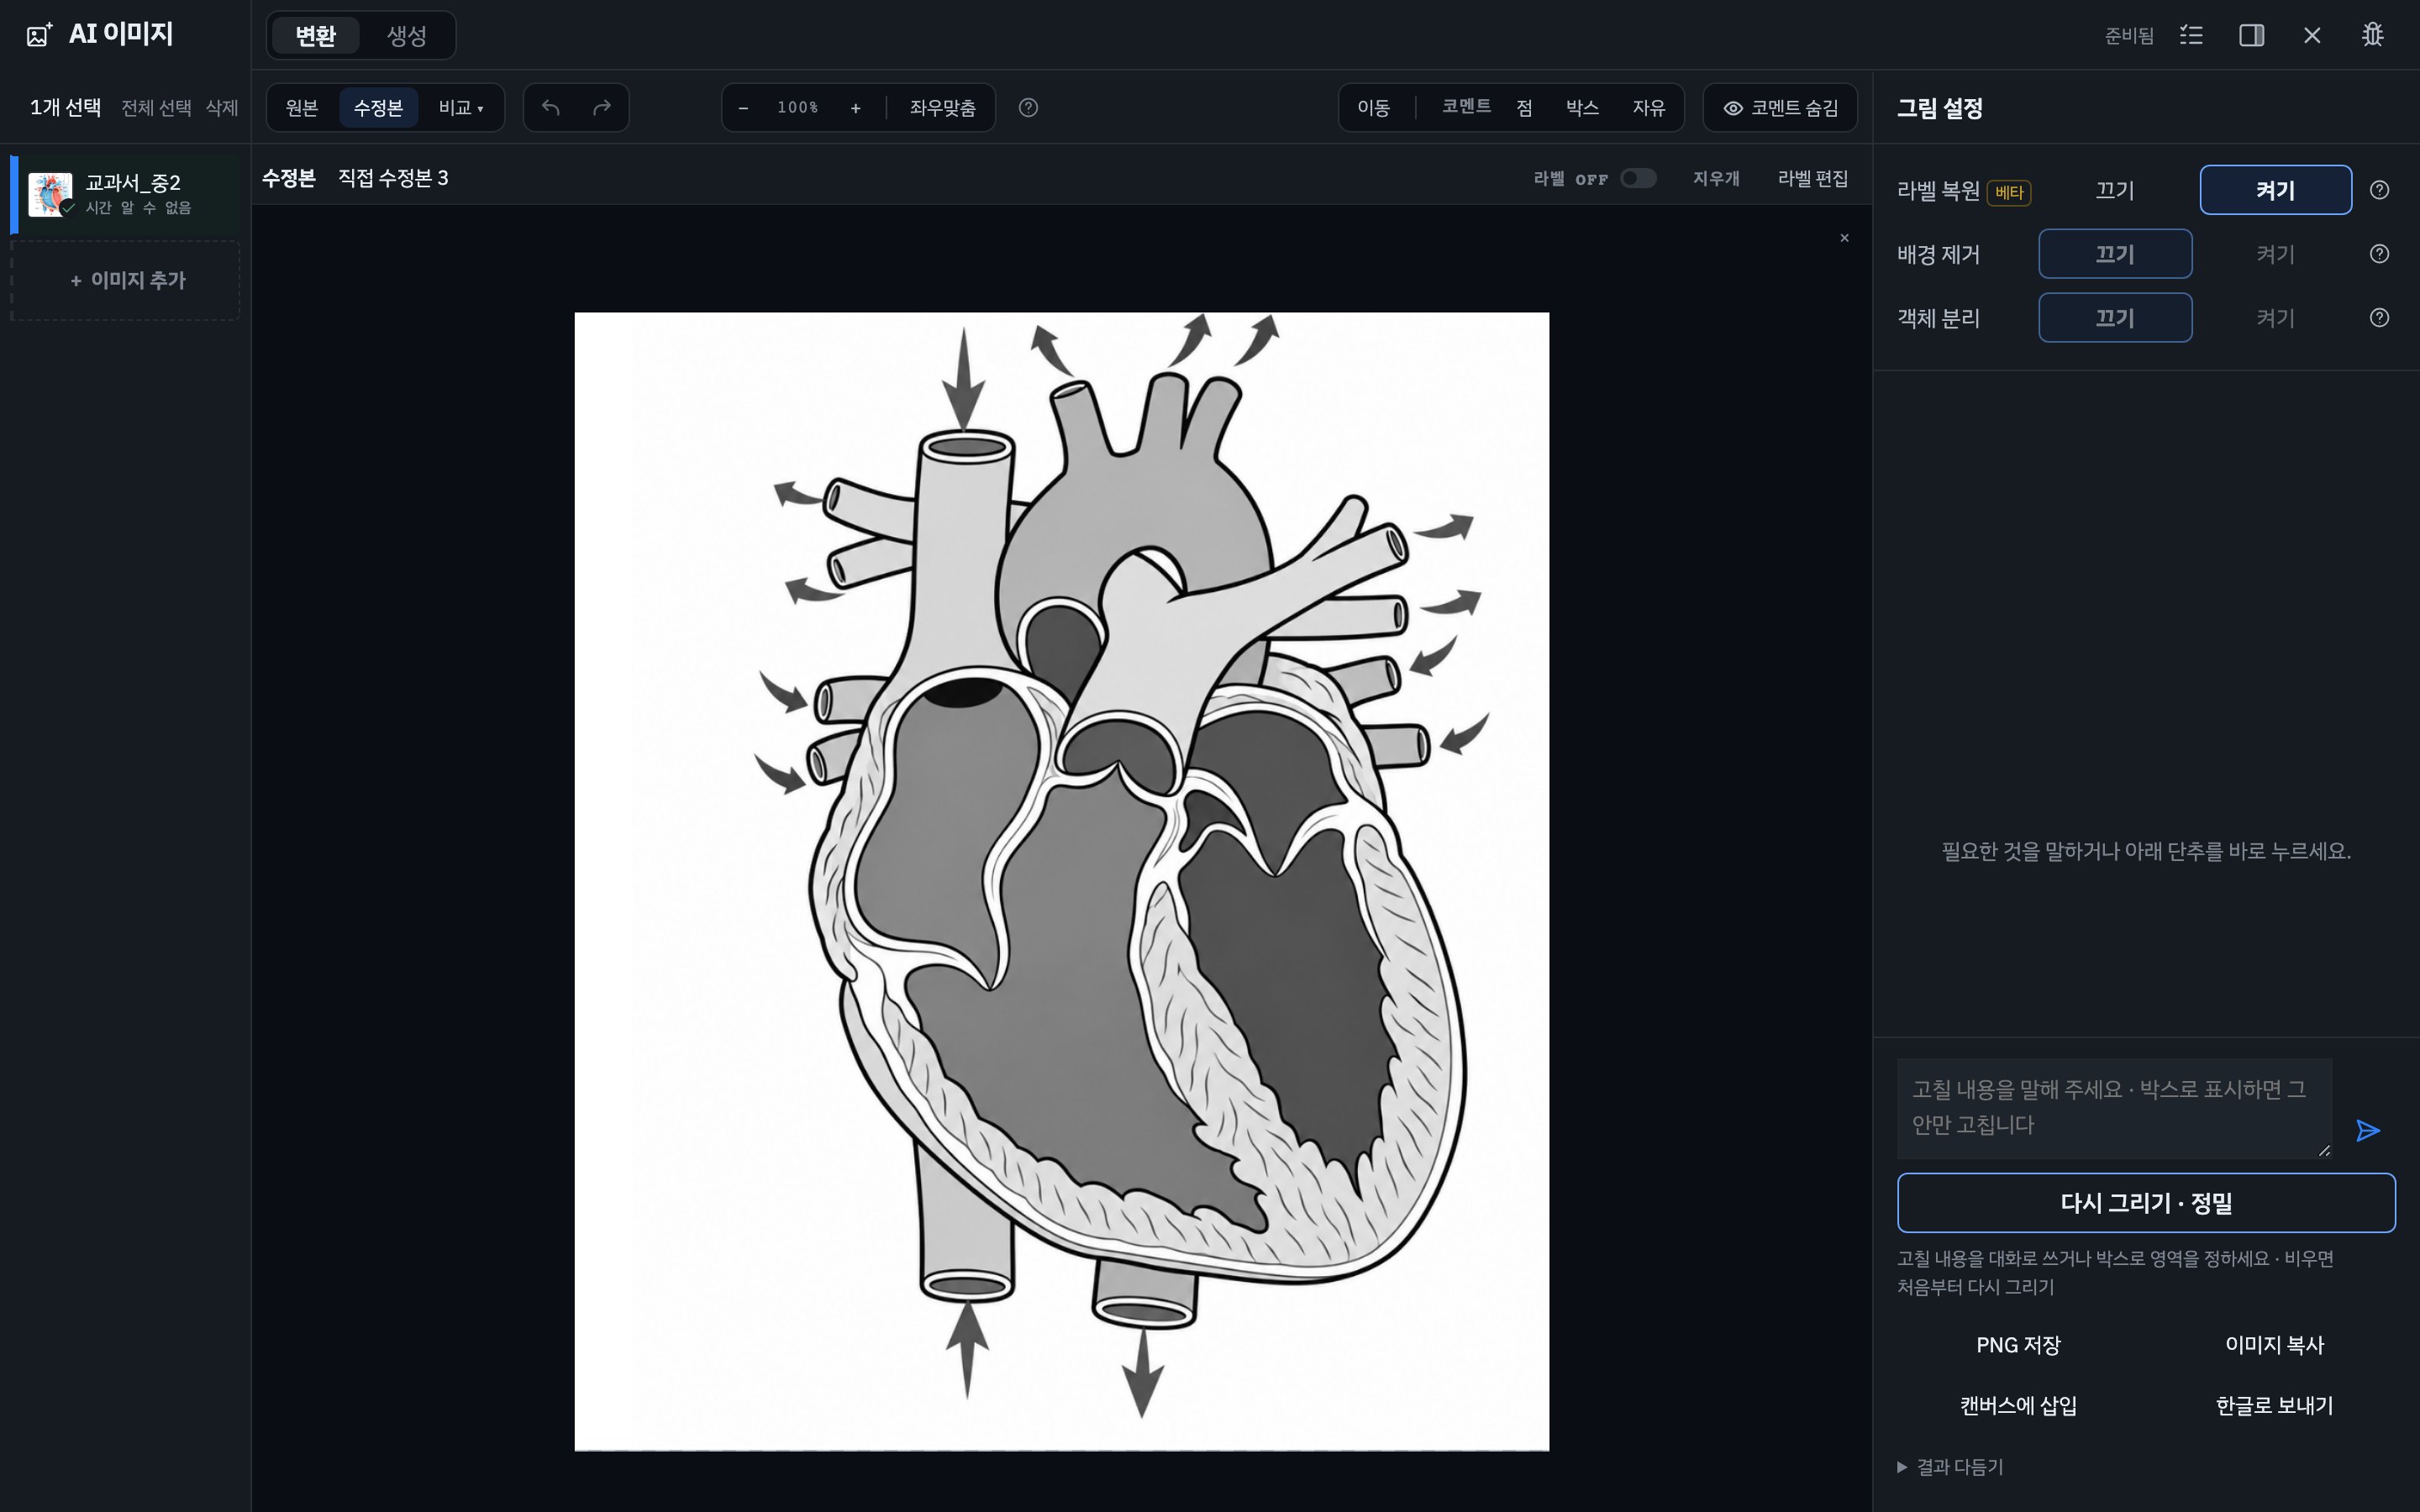 AI 이미지
변환
생성
준비됨
1개 선택
전체 선택
삭제
원본
수정본
비교 ▾
− 100% +
좌우맞춤
이동
코멘트
점
박스
자유
코멘트 숨김
그림 설정
교과서_중2
시간 알 수 없음
+ 이미지 추가
수정본
직접 수정본 3
라벨 OFF
지우개
라벨 편집
라벨 복원 베타
끄기
켜기
배경 제거
끄기
켜기
객체 분리
끄기
켜기
필요한 것을 말하거나 아래 단추를 바로 누르세요.
고칠 내용을 말해 주세요 · 박스로 표시하면 그
안만 고칩니다
다시 그리기 · 정밀
고칠 내용을 대화로 쓰거나 박스로 영역을 정하세요 · 비우면
처음부터 다시 그리기
PNG 저장
이미지 복사
캔버스에 삽입
한글로 보내기
▶ 결과 다듬기